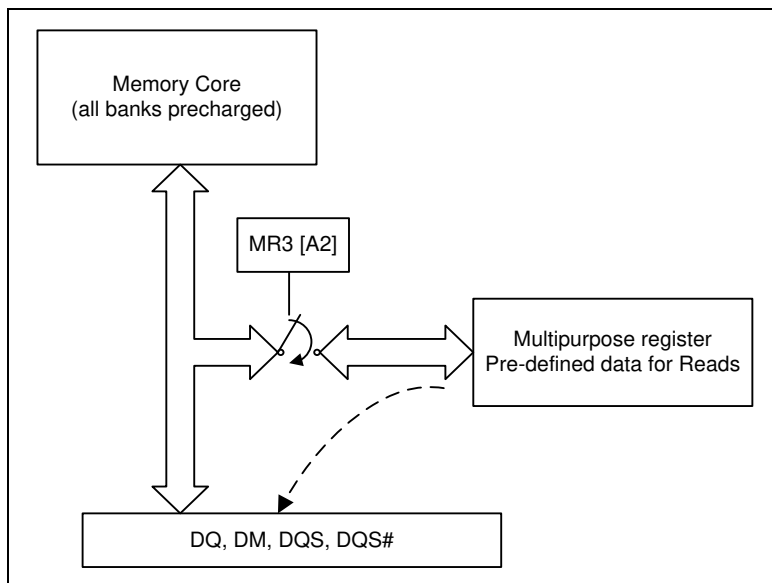 Memory Core
(all banks precharged)
MR3 [A2]
Multipurpose register
Pre-defined data for Reads
DQ, DM, DQS, DQS#